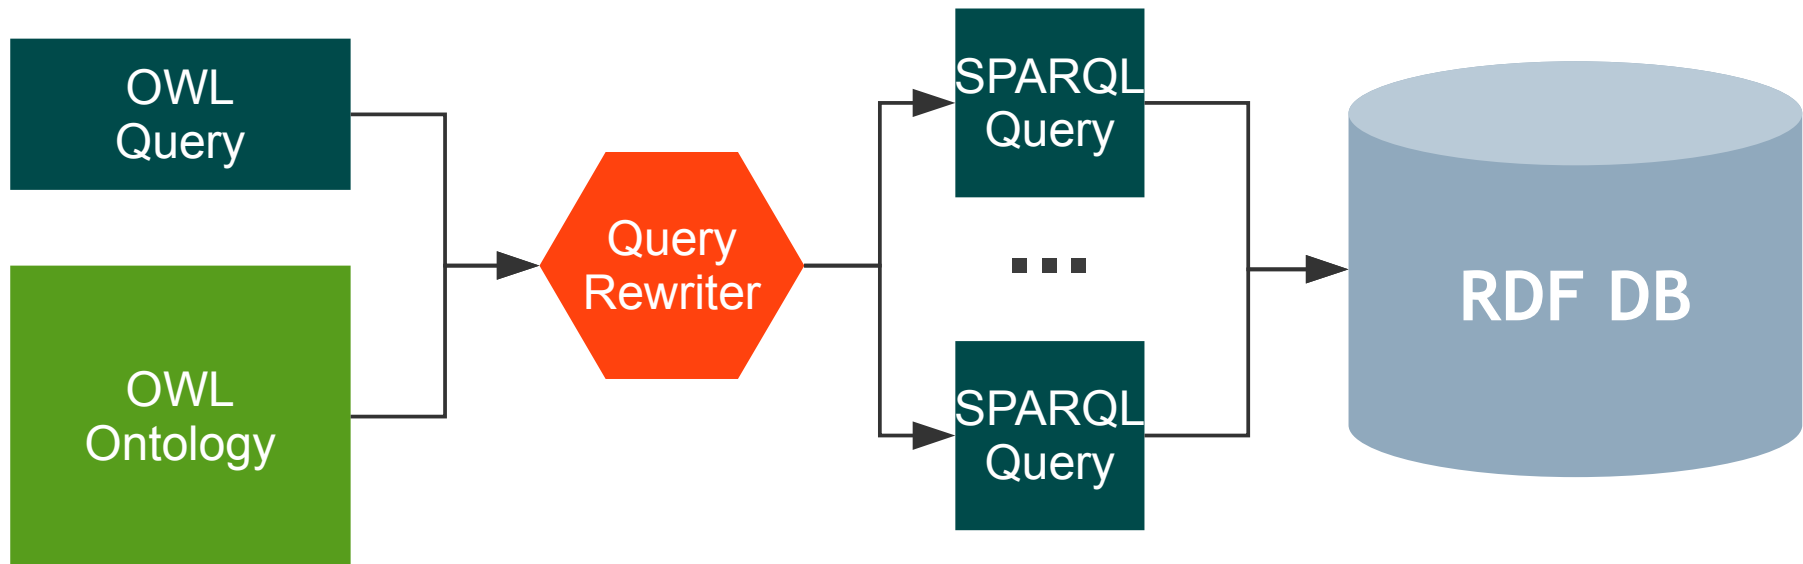 OWL
Query
OWL
Ontology
Query
Rewriter
SPARQL
Query
...
SPARQL
Query
RDF DB